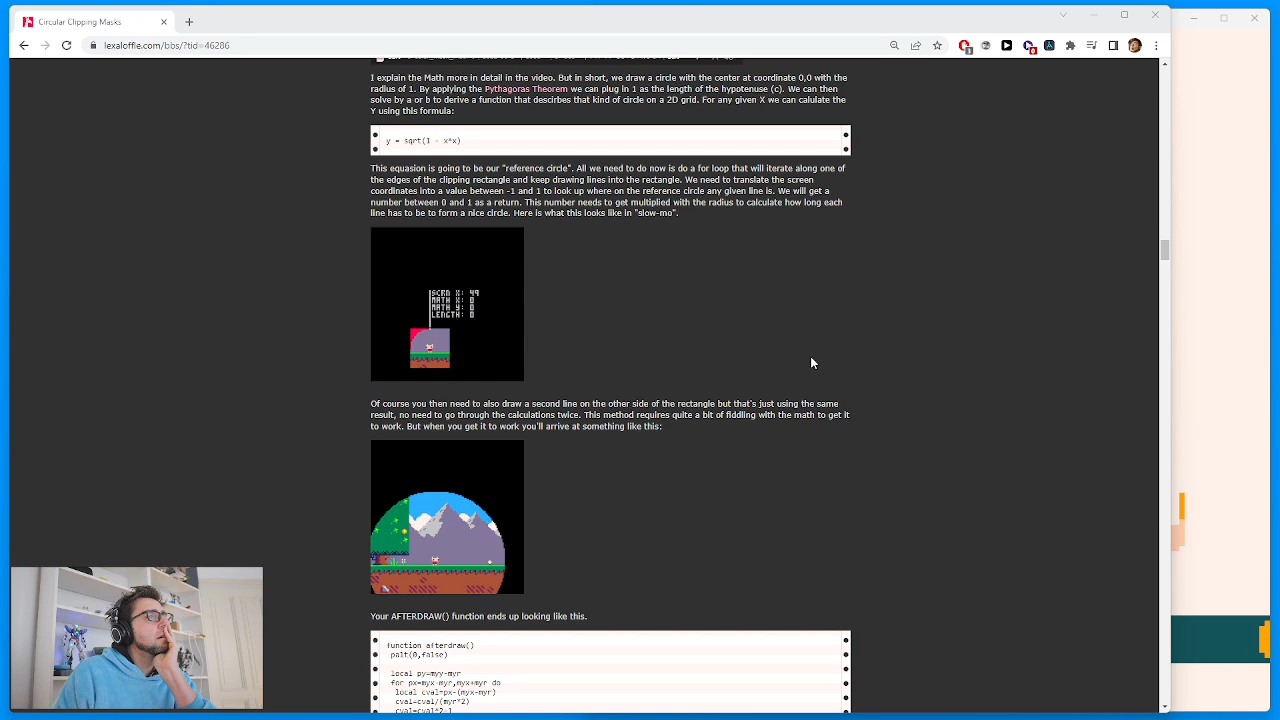 Circular Clipping Masks
lexaloffle.com/bbs/?tid=46286
I explain the Math more in detail in the video. But in short, we draw a circle with the center at coordinate 0,0 with the
radius of 1. By applying the Pythagoras Theorem we can plug in 1 as the length of the hypotenuse (c). We can then
solve by a or b to derive a function that descirbes that kind of circle on a 2D grid. For any given X we can calulate the
Y using this formula:
y = sqrt(1 - x*x)
This equasion is going to be our "reference circle". All we need to do now is do a for loop that will iterate along one of
the edges of the clipping rectangle and keep drawing lines into the rectangle. We need to translate the screen
coordinates into a value between -1 and 1 to look up where on the reference circle any given line is. We will get a
number between 0 and 1 as a return. This number needs to get multiplied with the radius to calculate how long each
line has to be to form a nice circle. Here is what this looks like in "slow-mo".
SCRN X: 49
MATH X: 0
MATH Y: 0
LENGTH: 0
Of course you then need to also draw a second line on the other side of the rectangle but that's just using the same
result, no need to go through the calculations twice. This method requires quite a bit of fiddling with the math to get it
to work. But when you get it to work you'll arrive at something like this:
Your AFTERDRAW() function ends up looking like this.
function afterdraw()
palt(0,false)
local py=myy-myr
for px=myx-myr,myx+myr do
local cval=px-(myx-myr)
cval=cval/(myr*2)
cval=cval*2-1